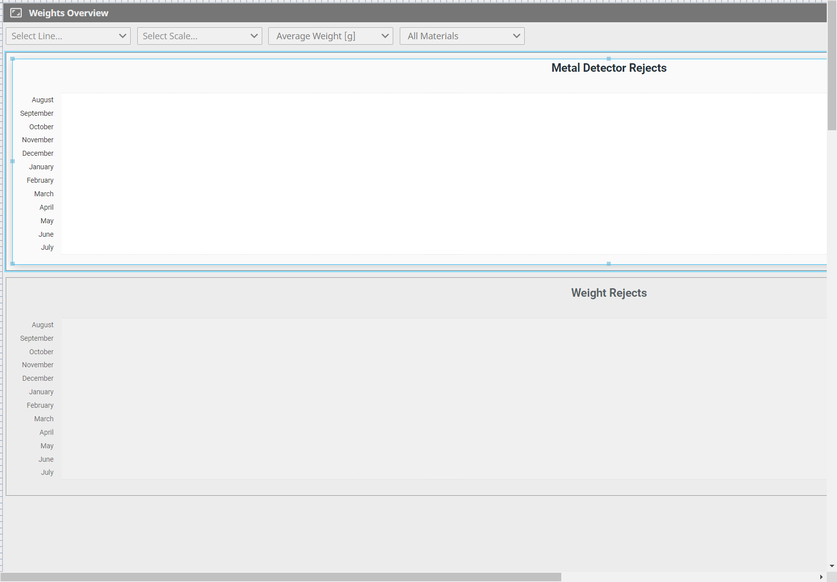 Weights Overview
Select Line... Select Scale... Average Weight [g] All Materials
Metal Detector Rejects
August
September
October
November
December
January
February
March
April
May
June
July
Weight Rejects
August
September
October
November
December
January
February
March
April
May
June
July